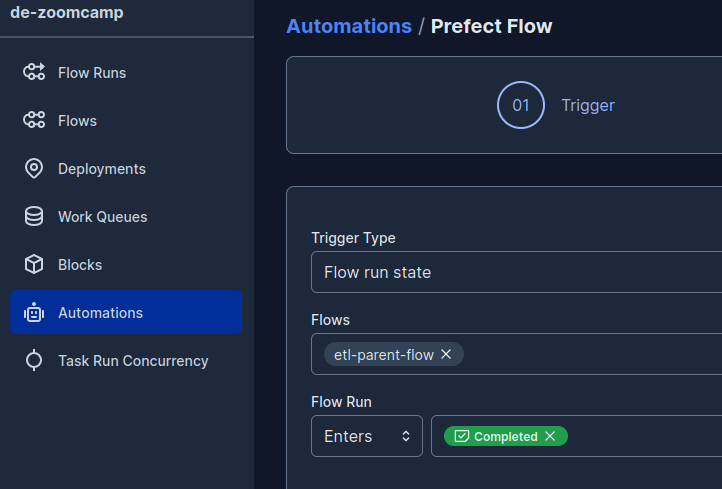 de-zoomcamp
Flow Runs
Flows
Deployments
Work Queues
Blocks
Automations
Task Run Concurrency
Automations / Prefect Flow
01 Trigger
Trigger Type
Flow run state
Flows
etl-parent-flow
Flow Run
Enters
Completed